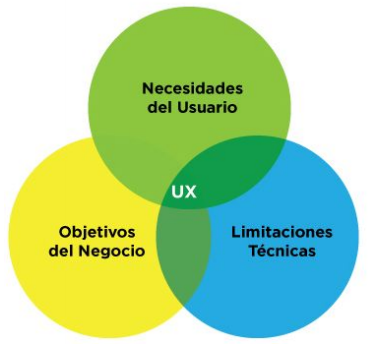 Necesidades
del Usuario
UX
Objetivos
del Negocio
Limitaciones
Técnicas